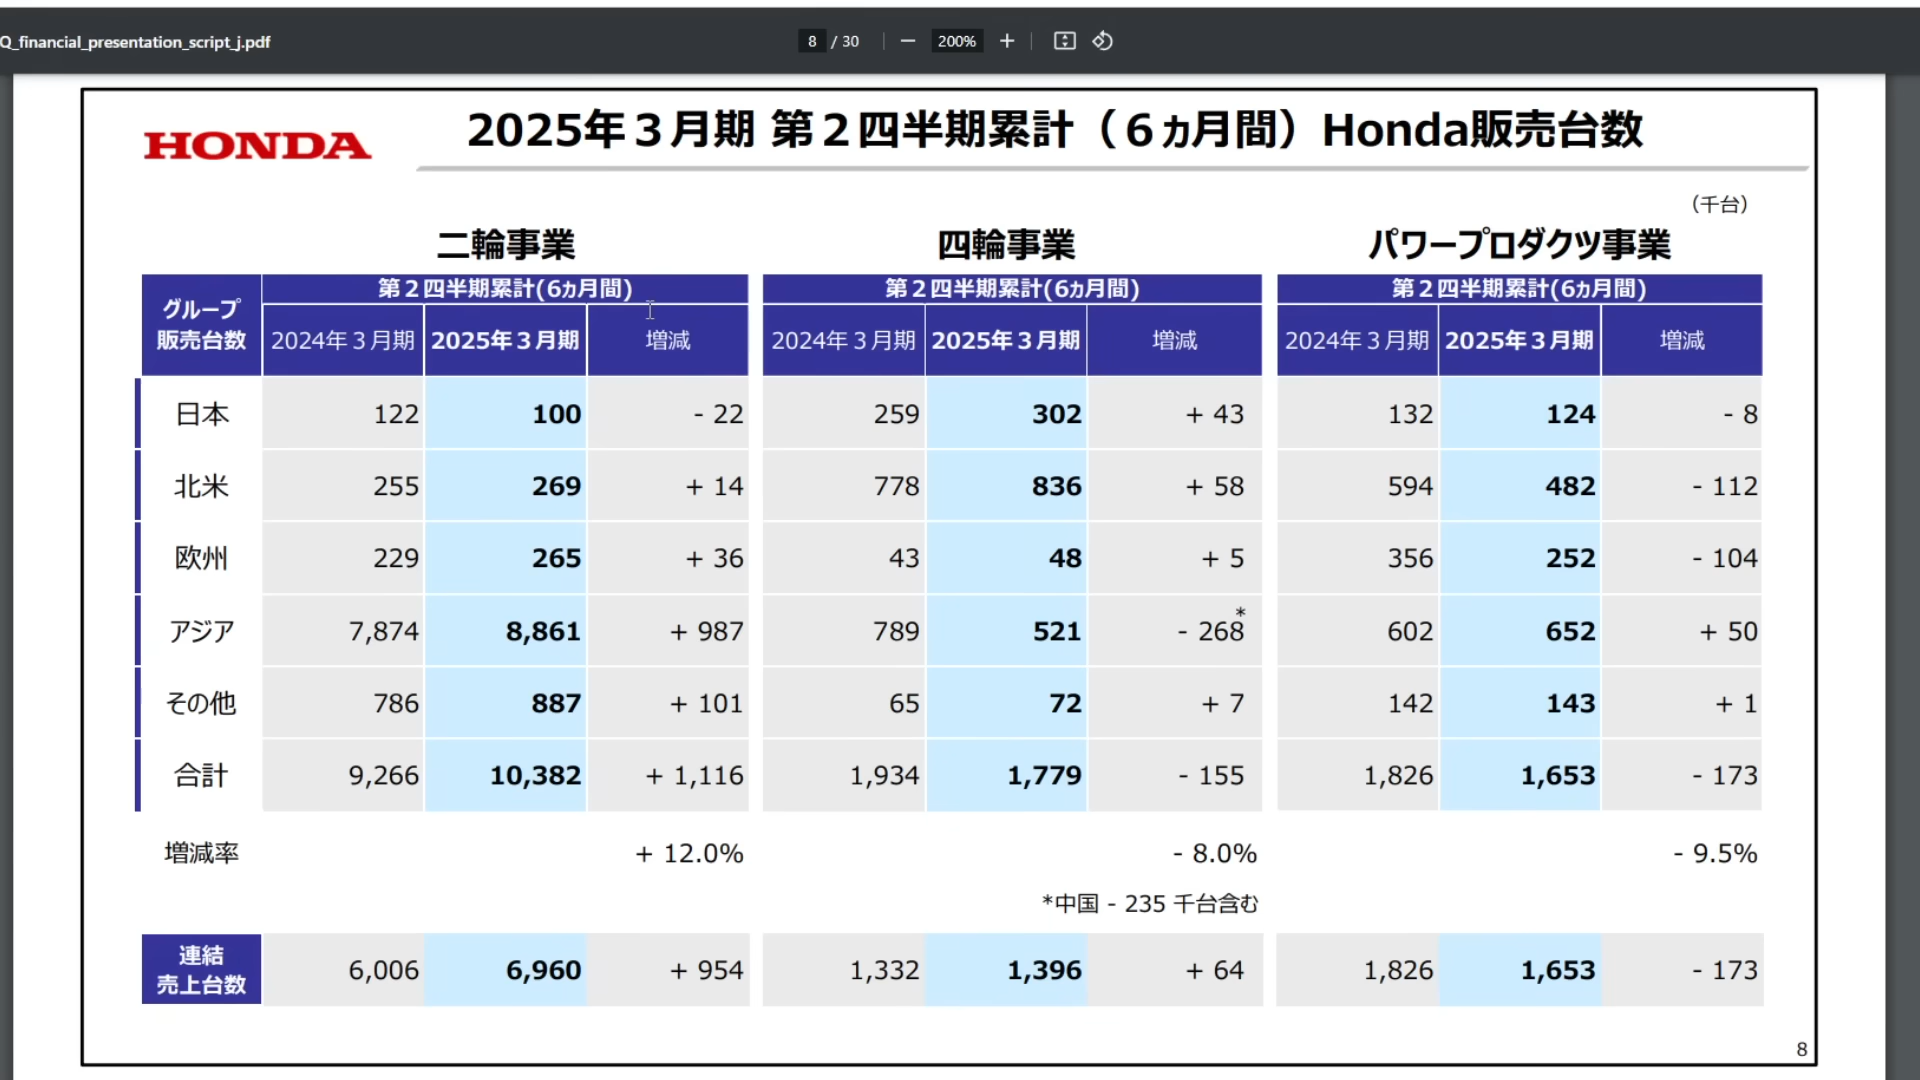 Q_financial_presentation_script_j.pdf
8 / 30
200%
HONDA
2025年３月期 第２四半期累計（６ヵ月間）Honda販売台数
（千台）
二輪事業 四輪事業 パワープロダクツ事業
グループ
販売台数
第２四半期累計(6ヵ月間) 第２四半期累計(6ヵ月間) 第２四半期累計(6ヵ月間)
2024年３月期 2025年３月期 増減 2024年３月期 2025年３月期 増減 2024年３月期 2025年３月期 増減
日本 122 100 - 22 259 302 + 43 132 124 - 8
北米 255 269 + 14 778 836 + 58 594 482 - 112
欧州 229 265 + 36 43 48 + 5 356 252 - 104
アジア 7,874 8,861 + 987 789 521 - 268* 602 652 + 50
その他 786 887 + 101 65 72 + 7 142 143 + 1
合計 9,266 10,382 + 1,116 1,934 1,779 - 155 1,826 1,653 - 173
増減率 + 12.0% - 8.0% - 9.5%
*中国 - 235 千台含む
連結
売上台数
6,006 6,960 + 954 1,332 1,396 + 64 1,826 1,653 - 173
8